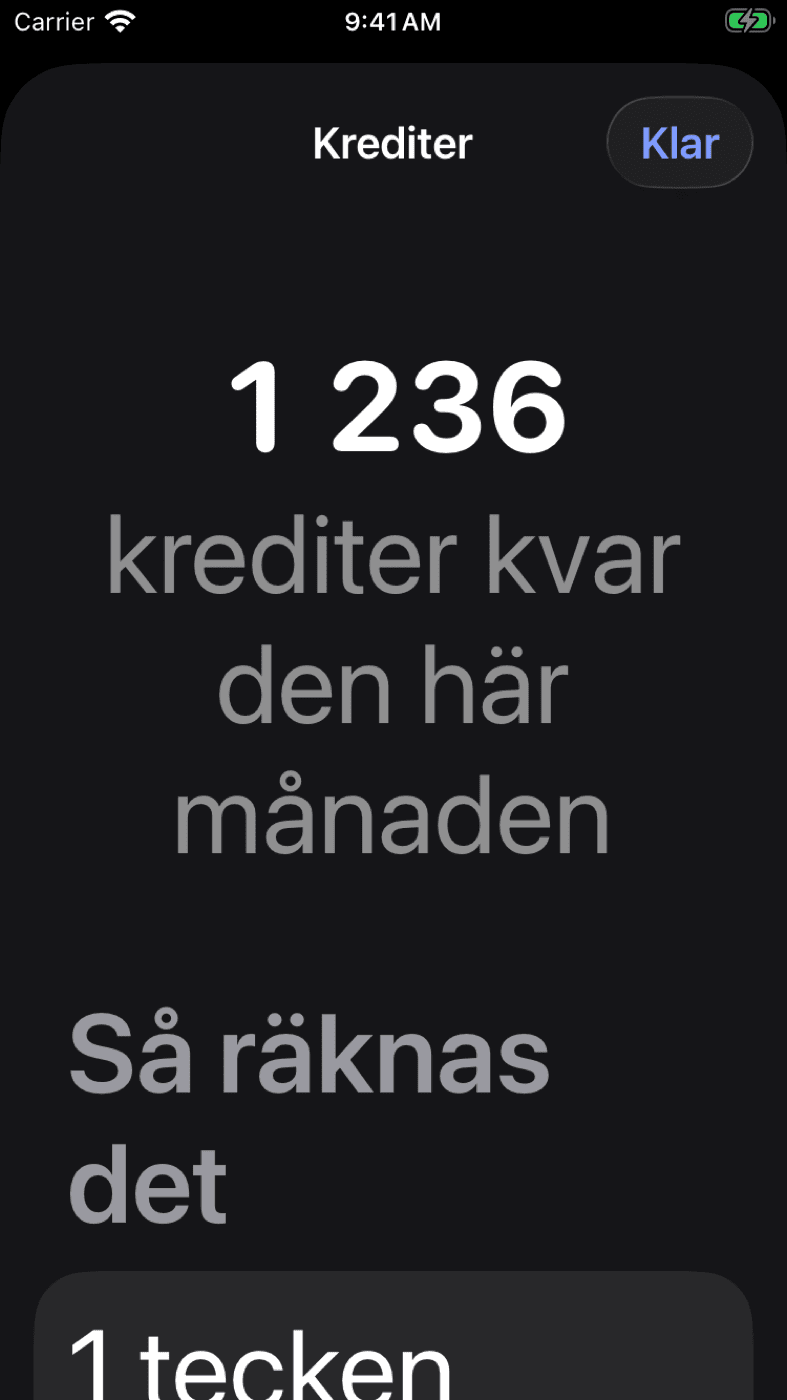 Carrier 9:41 AM
Krediter Klar
1 236
krediter kvar
den här
månaden
Så räknas
det
1 tecken